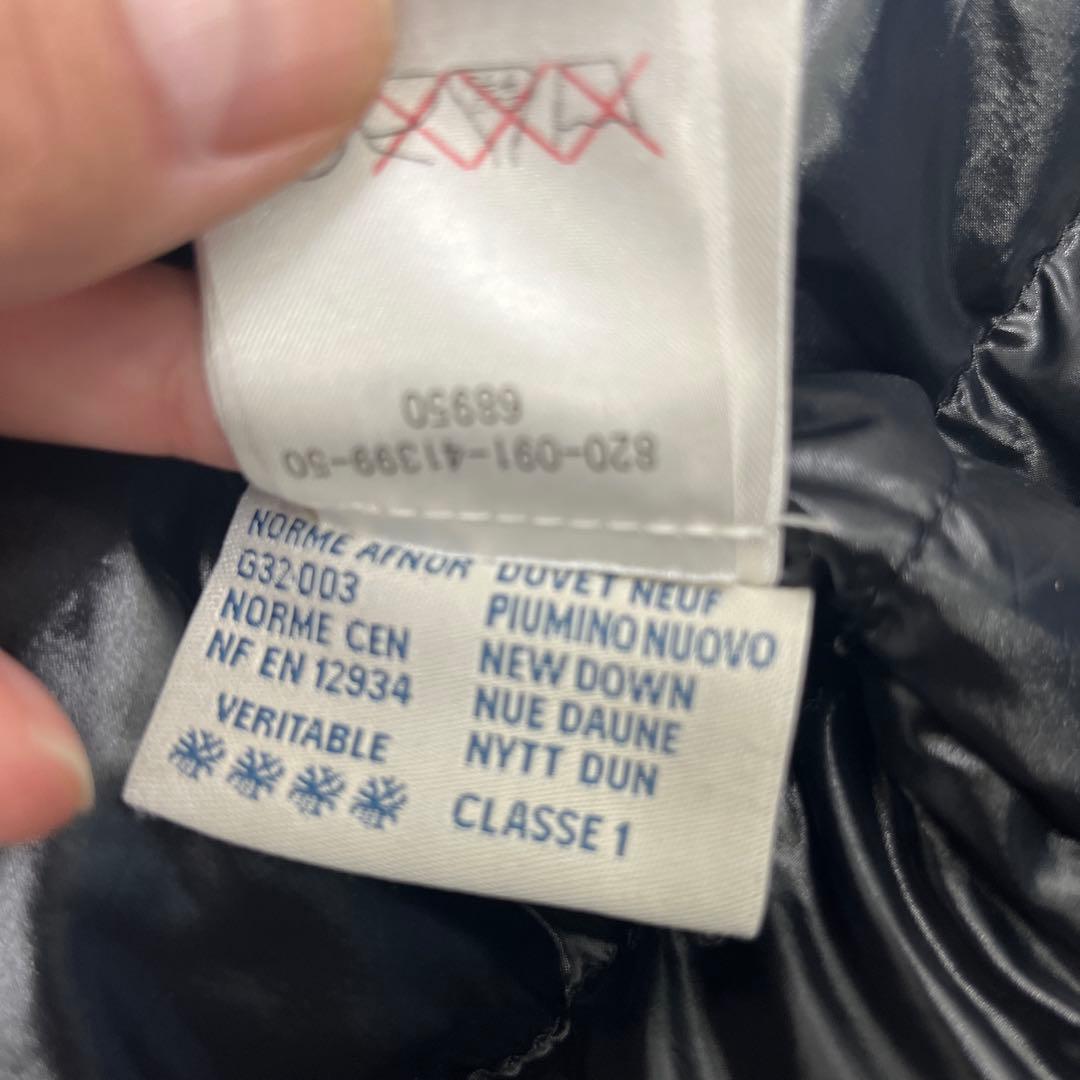 820-091-41399-50
68950
NORME AFNOR
G32·003
NORME CEN
NF EN 12934
VERITABLE
DUVET NEUF
PIUMINO NUOVO
NEW DOWN
NUE DAUNE
NYTT DUN
CLASSE 1